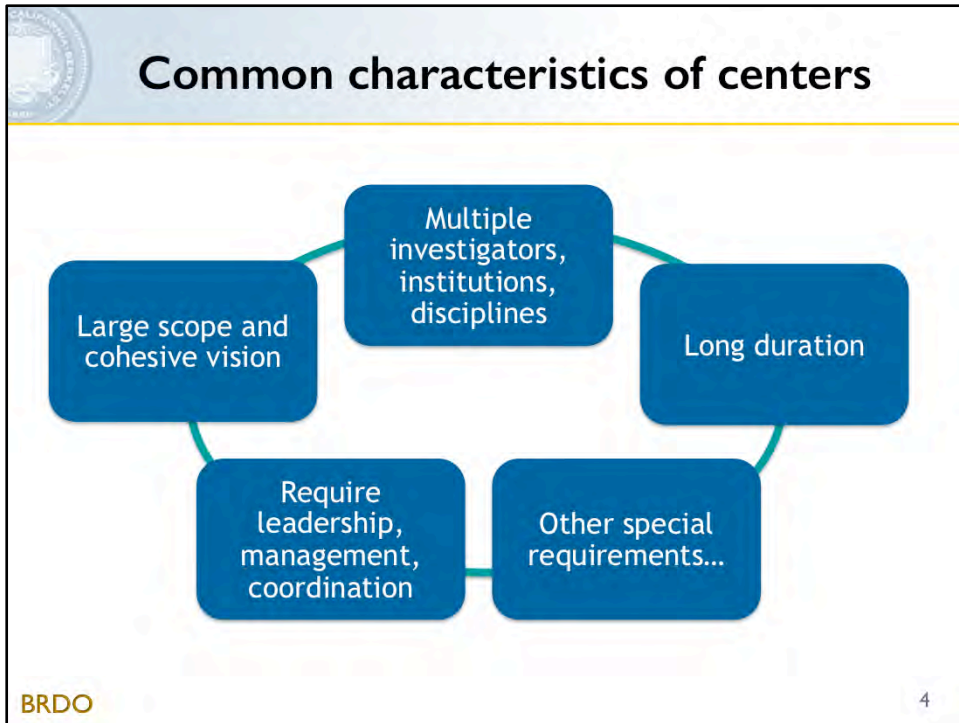 Common characteristics of centers
Multiple
investigators,
institutions,
disciplines
Large scope and
cohesive vision
Long duration
Require
leadership,
management,
coordination
Other special
requirements…
BRDO
4